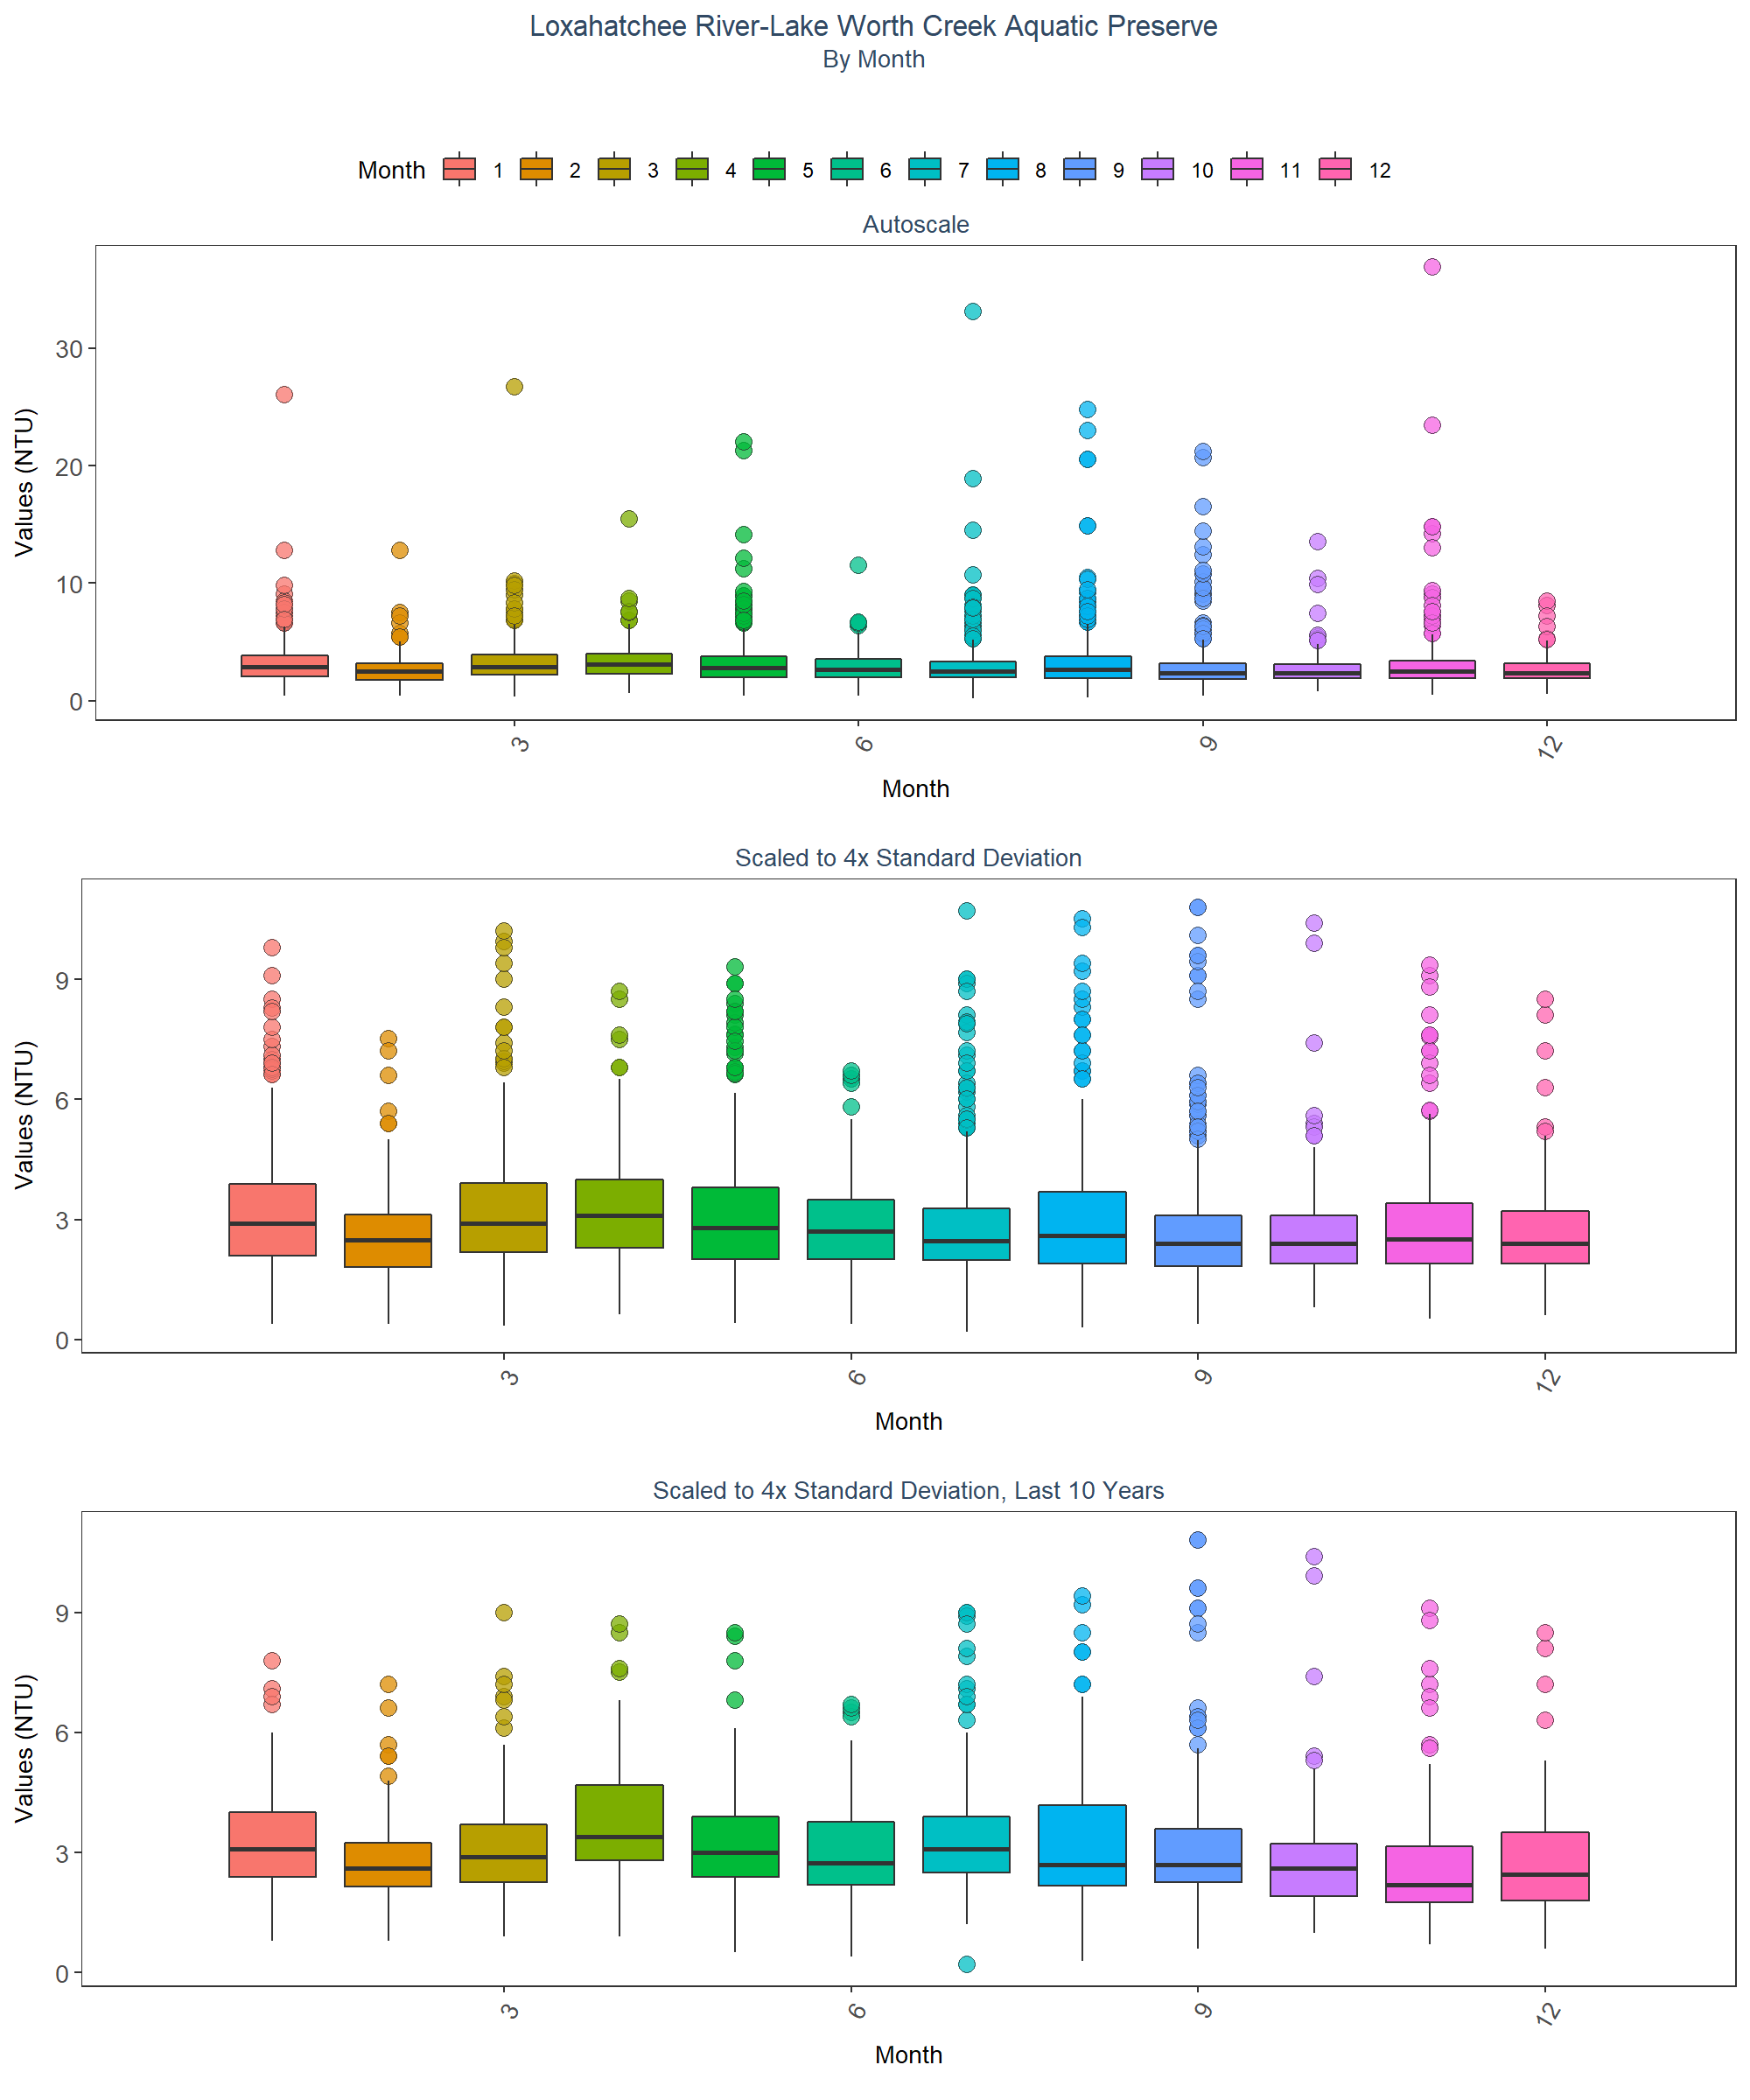 Loxahatchee River-Lake Worth Creek Aquatic Preserve
By Month
Month 1 2 3 4 5 6 7 8 9 10 11 12
Autoscale
Values (NTU)
30
20
10
0
3 6 9 12
Month
Scaled to 4x Standard Deviation
Values (NTU)
9
6
3
0
3 6 9 12
Month
Scaled to 4x Standard Deviation, Last 10 Years
Values (NTU)
9
6
3
0
3 6 9 12
Month